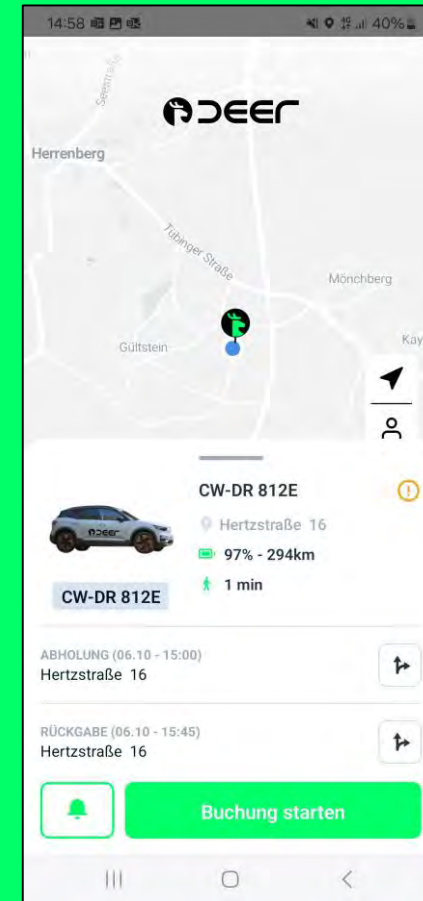 14:58
40%
Seestraße
DEER
Herrenberg
Tübinger Straße
Mönchberg
Gültstein
Kay
CW-DR 812E
Hertzstraße 16
97% - 294km
1 min
DEER
CW-DR 812E
ABHOLUNG (06.10 - 15:00)
Hertzstraße 16
RÜCKGABE (06.10 - 15:45)
Hertzstraße 16
Buchung starten